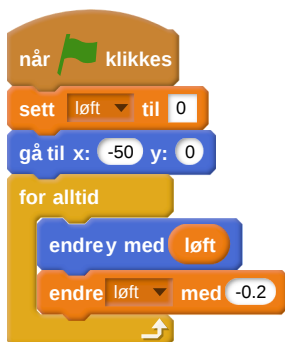 når klikkes
sett løft til 0
gå til x: -50 y: 0
for alltid
endre y med løft
endre løft med -0.2